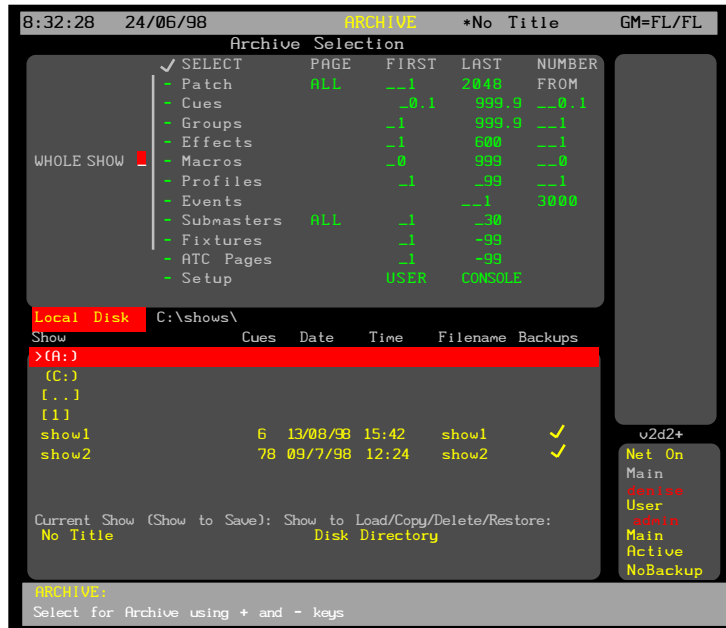 8:32:28 24/06/98 ARCHIVE *No Title GM=FL/FL
Archive Selection
SELECT PAGE FIRST LAST NUMBER
- Patch ALL __1 2048 FROM
- Cues _0.1 999.9 __0.1
- Groups _1 999.9 __1
- Effects _1 600 __1
WHOLE SHOW _ - Macros _0 999 __0
- Profiles _1 _99 __1
- Events __1 3000
- Submasters ALL _1 _30
- Fixtures _1 -99
- ATC Pages _1 -99
- Setup USER CONSOLE
Local Disk C:\shows\
Show Cues Date Time Filename Backups
>(A:)
(C:)
[..]
[1]
show1 6 13/08/98 15:42 show1 ✓
show2 78 09/7/98 12:24 show2 ✓
Current Show (Show to Save): Show to Load/Copy/Delete/Restore:
No Title Disk Directory
v2d2+
Net On
Main
denise
User
admin
Main
Active
NoBackup
ARCHIVE:
Select for Archive using + and - keys